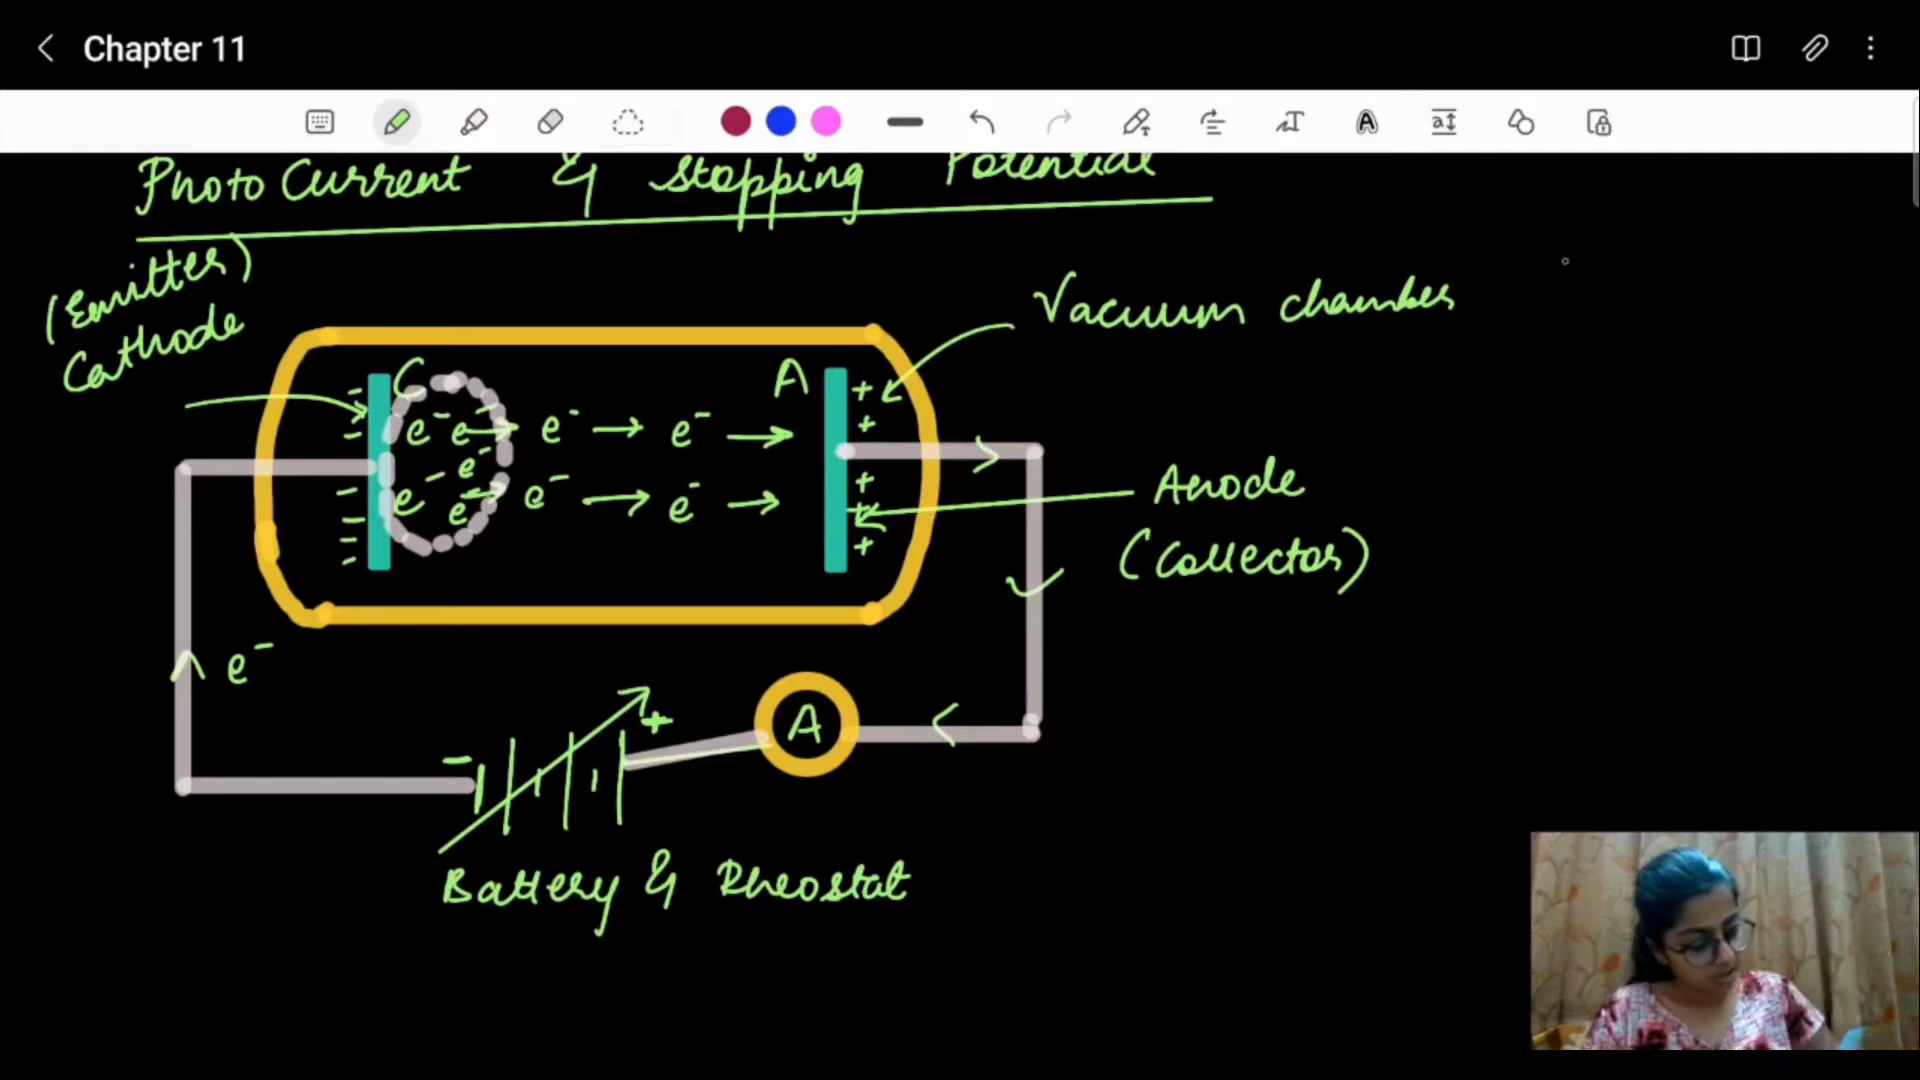 Chapter 11
Photo Current & Stopping Potential
(Emitter)
Cathode
Vacuum chamber
C
A
- + 
- +
e⁻ e⁻ → e⁻ → e⁻ →
e⁻
e⁻ e⁻ → e⁻ → e⁻ →
Anode
(Collector)
e⁻
- +
A
Battery & Rheostat